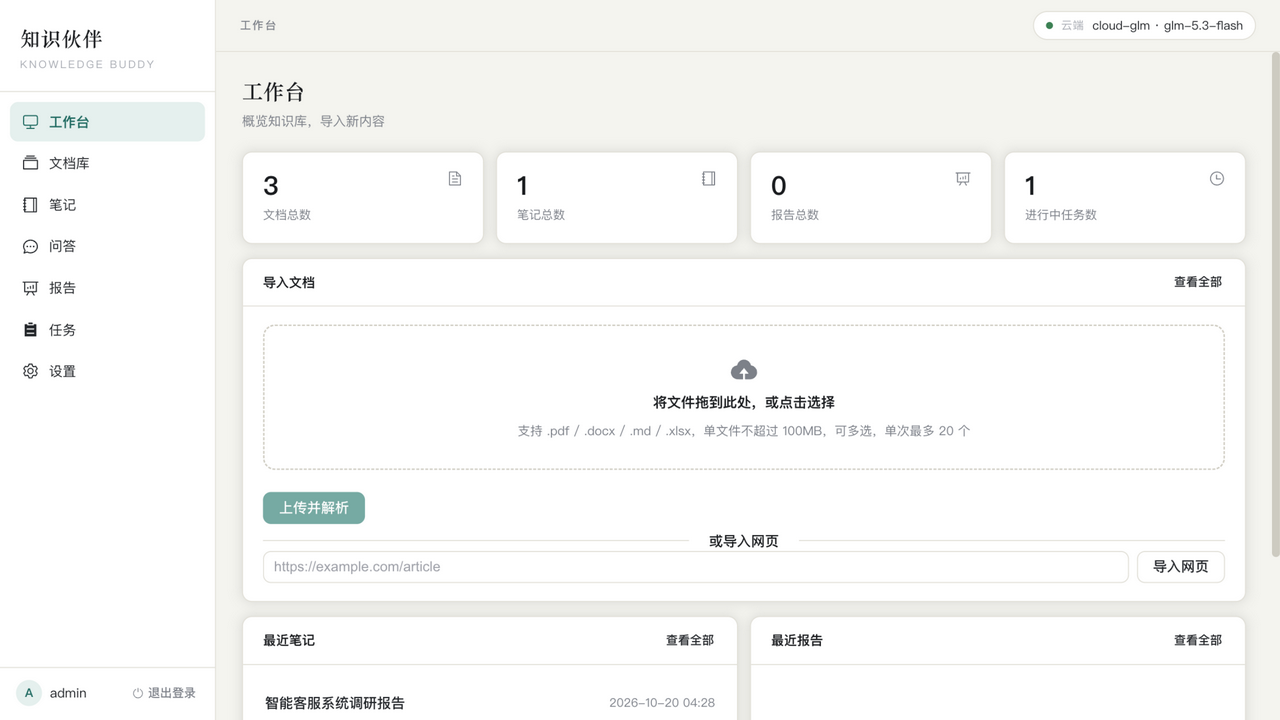 知识伙伴
KNOWLEDGE BUDDY
工作台
文档库
笔记
问答
报告
任务
设置
A admin 退出登录
工作台
云端 cloud-glm · glm-5.3-flash
工作台
概览知识库，导入新内容
3
文档总数
1
笔记总数
0
报告总数
1
进行中任务数
导入文档 查看全部
将文件拖到此处，或点击选择
支持 .pdf / .docx / .md / .xlsx，单文件不超过 100MB，可多选，单次最多 20 个
上传并解析
或导入网页
https://example.com/article 导入网页
最近笔记 查看全部
智能客服系统调研报告 2026-10-20 04:28
最近报告 查看全部